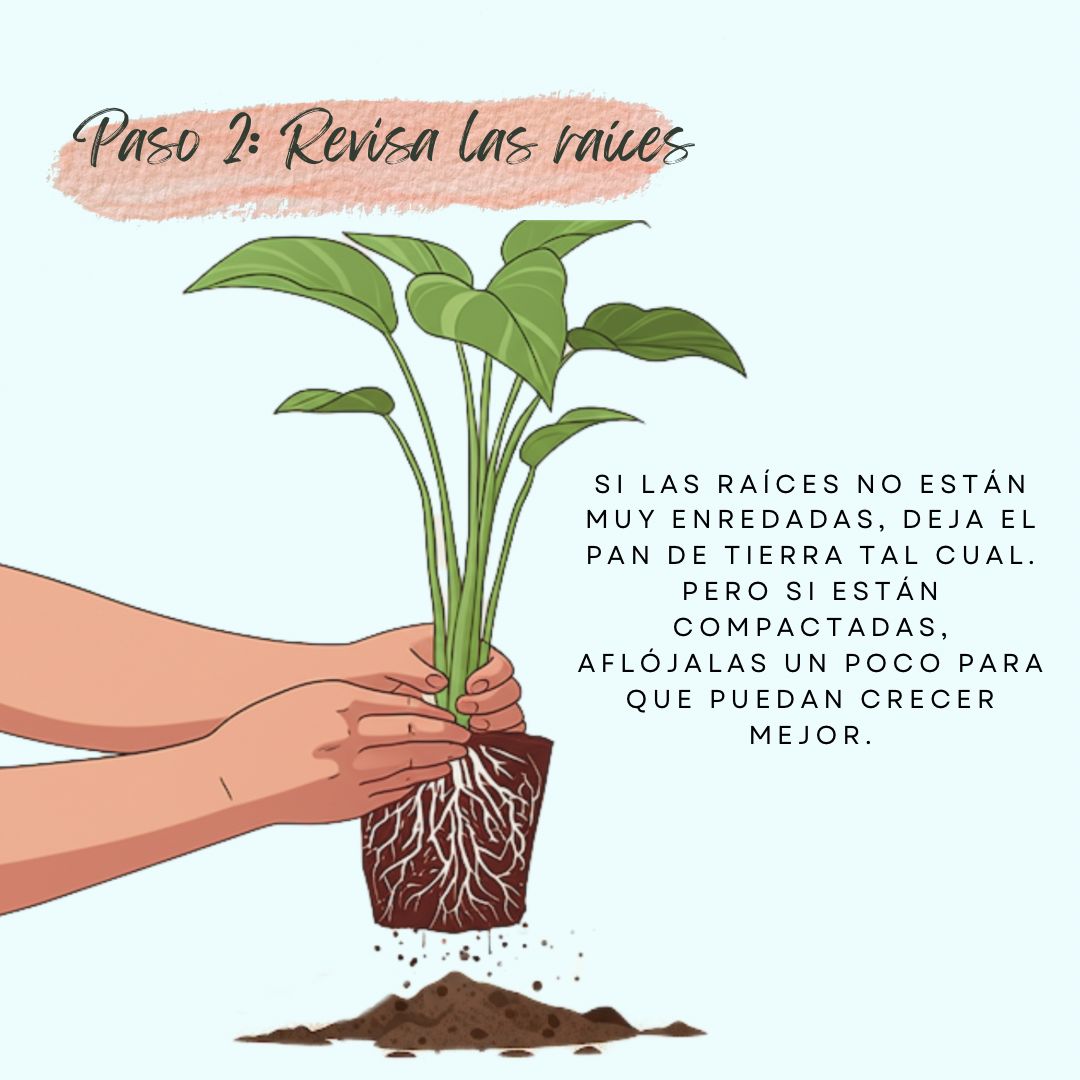 Paso 2: Revisa las raíces
SI LAS RAÍCES NO ESTÁN
MUY ENREDADAS, DEJA EL
PAN DE TIERRA TAL CUAL.
PERO SI ESTÁN
COMPACTADAS,
AFLÓJALAS UN POCO PARA
QUE PUEDAN CRECER
MEJOR.